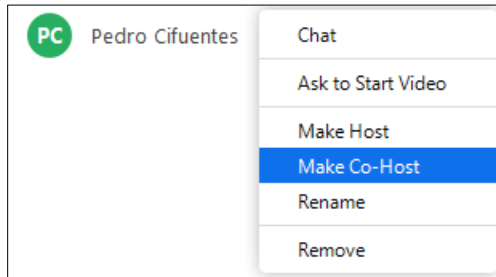 PC Pedro Cifuentes
Chat
Ask to Start Video
Make Host
Make Co-Host
Rename
Remove